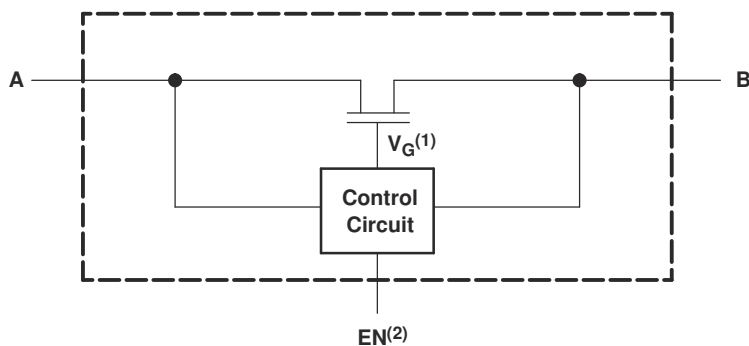 A
B
V_G(1)
Control
Circuit
EN(2)